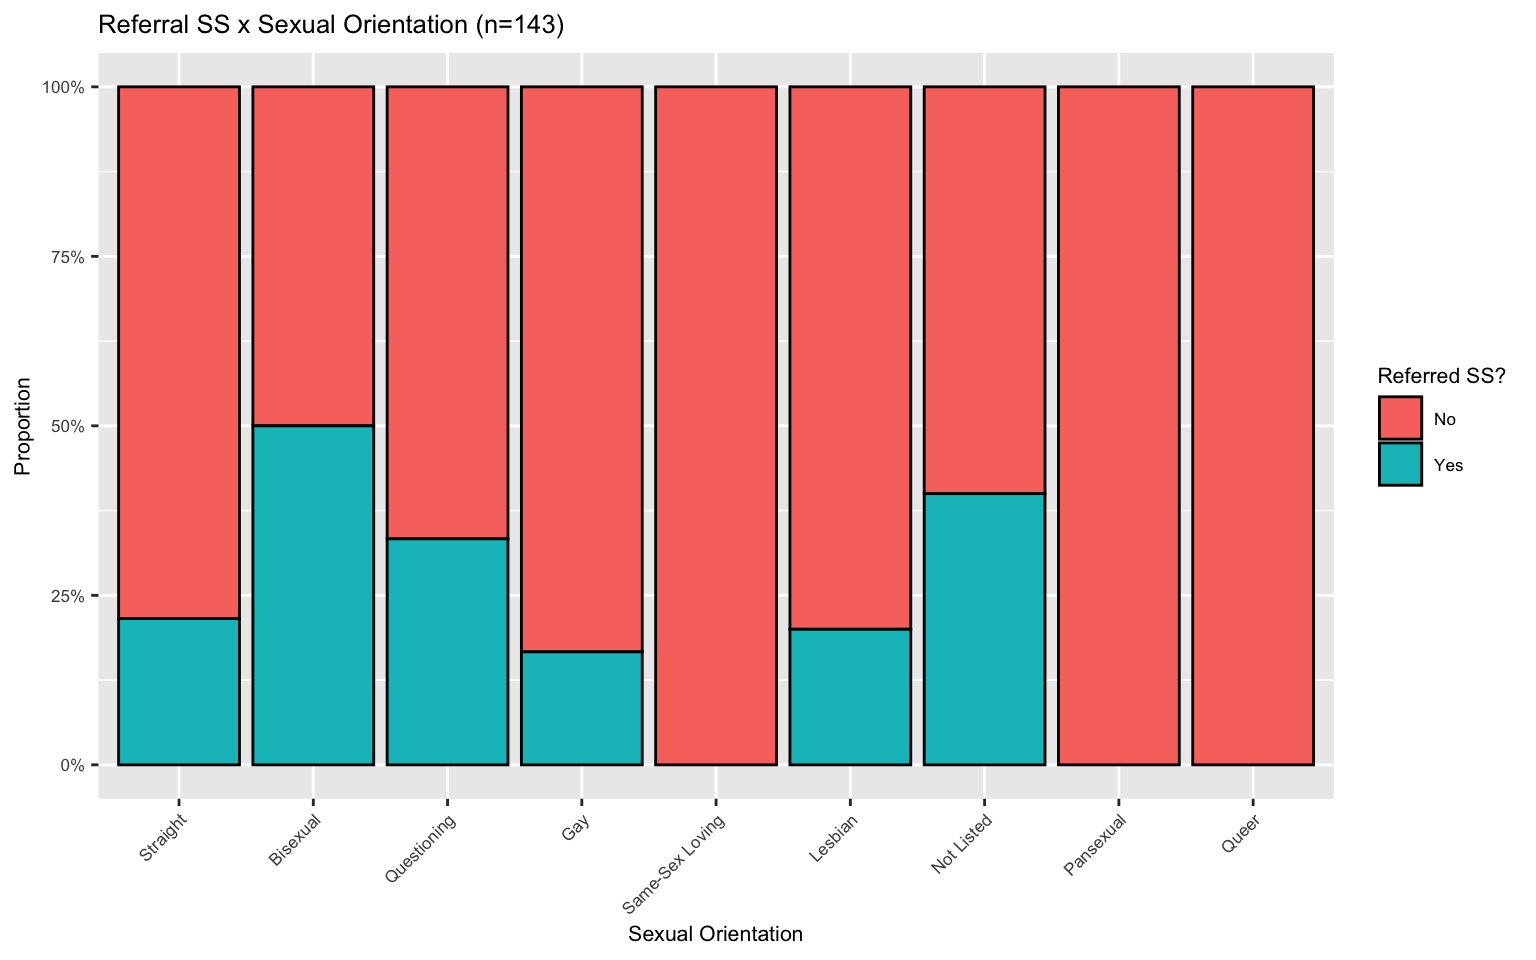 Referral SS x Sexual Orientation (n=143)
100%
75%
50%
25%
0%
Proportion
Straight
Bisexual
Questioning
Gay
Same-Sex Loving
Lesbian
Not Listed
Pansexual
Queer
Sexual Orientation
Referred SS?
No
Yes